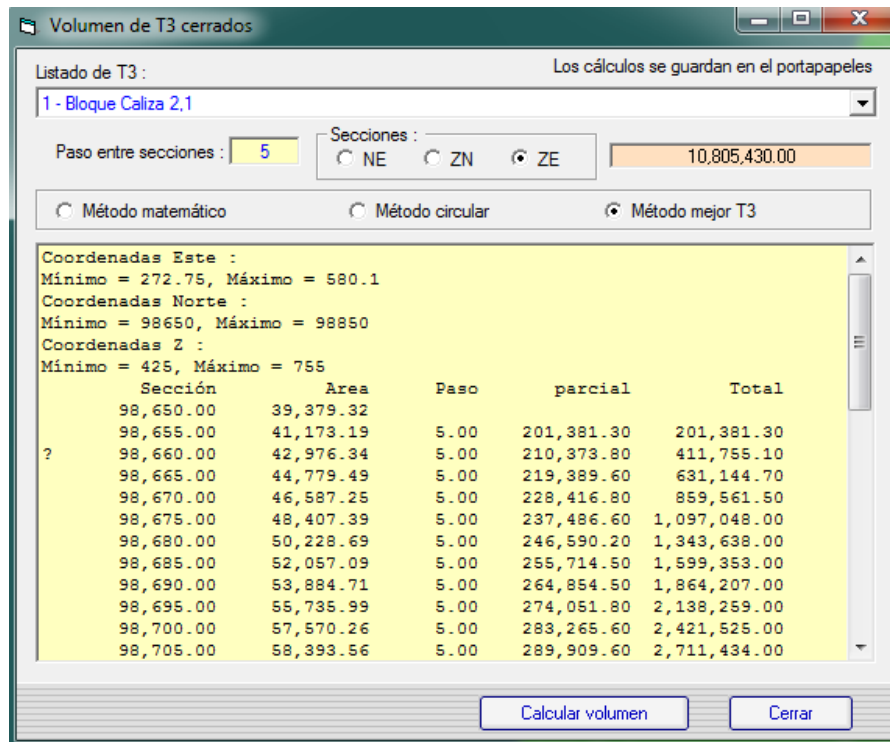 Volumen de T3 cerrados
Listado de T3 :
Los cálculos se guardan en el portapapeles
1 - Bloque Caliza 2,1
Paso entre secciones : 5
Secciones :
NE ZN ZE
10,805,430.00
Método matemático Método circular Método mejor T3
Coordenadas Este :
Mínimo = 272.75, Máximo = 580.1
Coordenadas Norte :
Mínimo = 98650, Máximo = 98850
Coordenadas Z :
Mínimo = 425, Máximo = 755
Sección Area Paso parcial Total
98,650.00 39,379.32
98,655.00 41,173.19 5.00 201,381.30 201,381.30
? 98,660.00 42,976.34 5.00 210,373.80 411,755.10
98,665.00 44,779.49 5.00 219,389.60 631,144.70
98,670.00 46,587.25 5.00 228,416.80 859,561.50
98,675.00 48,407.39 5.00 237,486.60 1,097,048.00
98,680.00 50,228.69 5.00 246,590.20 1,343,638.00
98,685.00 52,057.09 5.00 255,714.50 1,599,353.00
98,690.00 53,884.71 5.00 264,854.50 1,864,207.00
98,695.00 55,735.99 5.00 274,051.80 2,138,259.00
98,700.00 57,570.26 5.00 283,265.60 2,421,525.00
98,705.00 58,393.56 5.00 289,909.60 2,711,434.00
Calcular volumen Cerrar